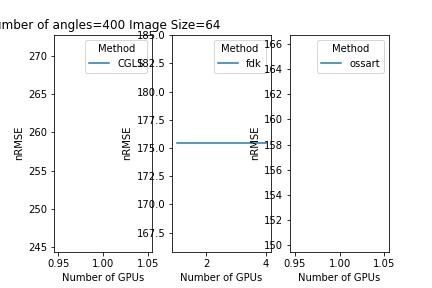 umber of angles=400 Image Size=64
Method
CGLS
270
265
260
255
250
245
nRMSE
0.95
1.00
1.05
Number of GPUs
Method
fdk
185.0
182.5
180.0
177.5
175.0
172.5
170.0
167.5
nRMSE
2
4
Number of GPUs
Method
ossart
166
164
162
160
158
156
154
152
150
nRMSE
0.95
1.00
1.05
Number of GPUs